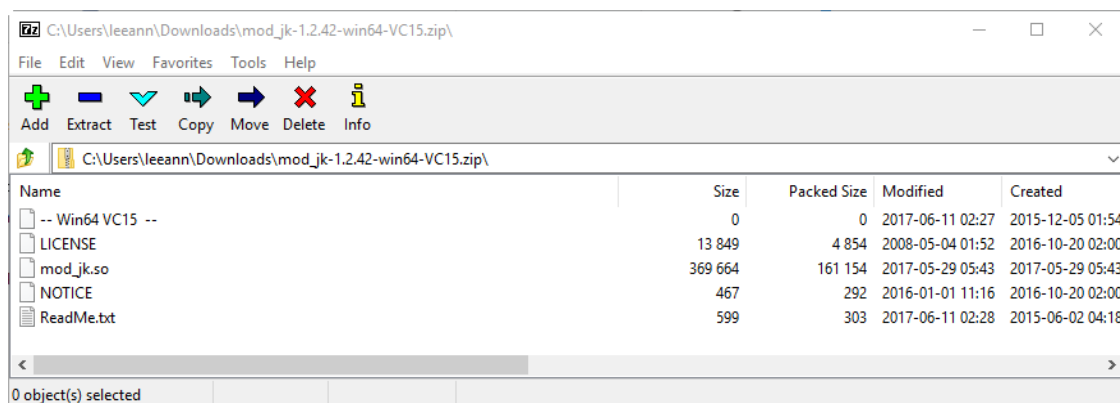 7z C:\Users\leeann\Downloads\mod_jk-1.2.42-win64-VC15.zip\
File Edit View Favorites Tools Help
Add Extract Test Copy Move Delete Info
C:\Users\leeann\Downloads\mod_jk-1.2.42-win64-VC15.zip\
Name Size Packed Size Modified Created
-- Win64 VC15 -- 0 0 2017-06-11 02:27 2015-12-05 01:54
LICENSE 13 849 4 854 2008-05-04 01:52 2016-10-20 02:00
mod_jk.so 369 664 161 154 2017-05-29 05:43 2017-05-29 05:43
NOTICE 467 292 2016-01-01 11:16 2016-10-20 02:00
ReadMe.txt 599 303 2017-06-11 02:28 2015-06-02 04:18
0 object(s) selected